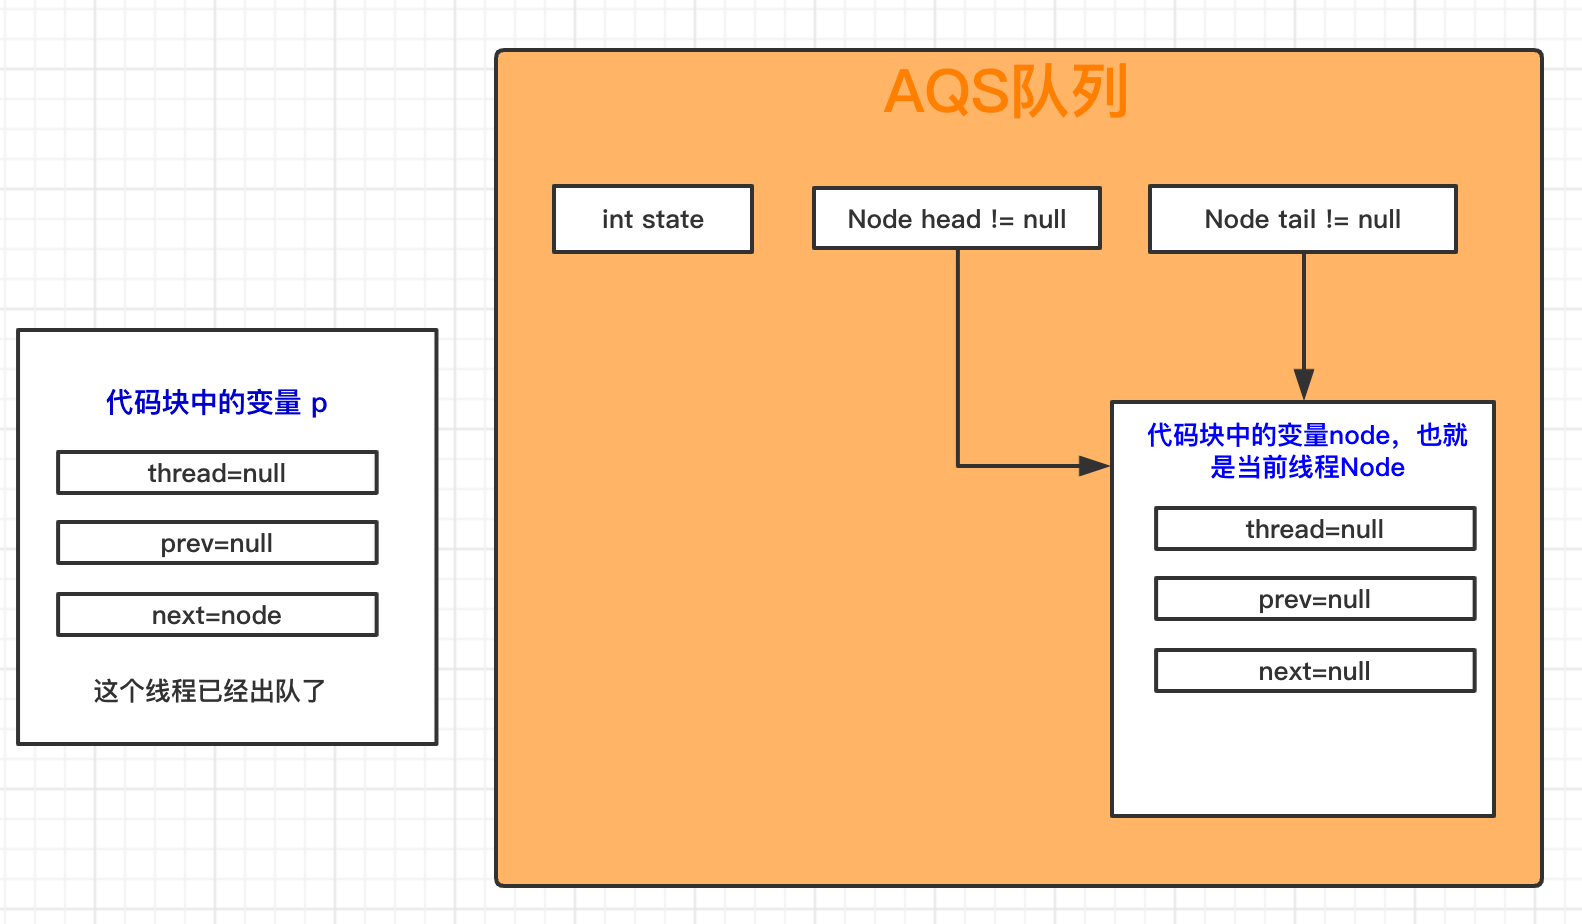 AQS队列
int state
Node head != null
Node tail != null
代码块中的变量 p
thread=null
prev=null
next=node
这个线程已经出队了
代码块中的变量node，也就
是当前线程Node
thread=null
prev=null
next=null